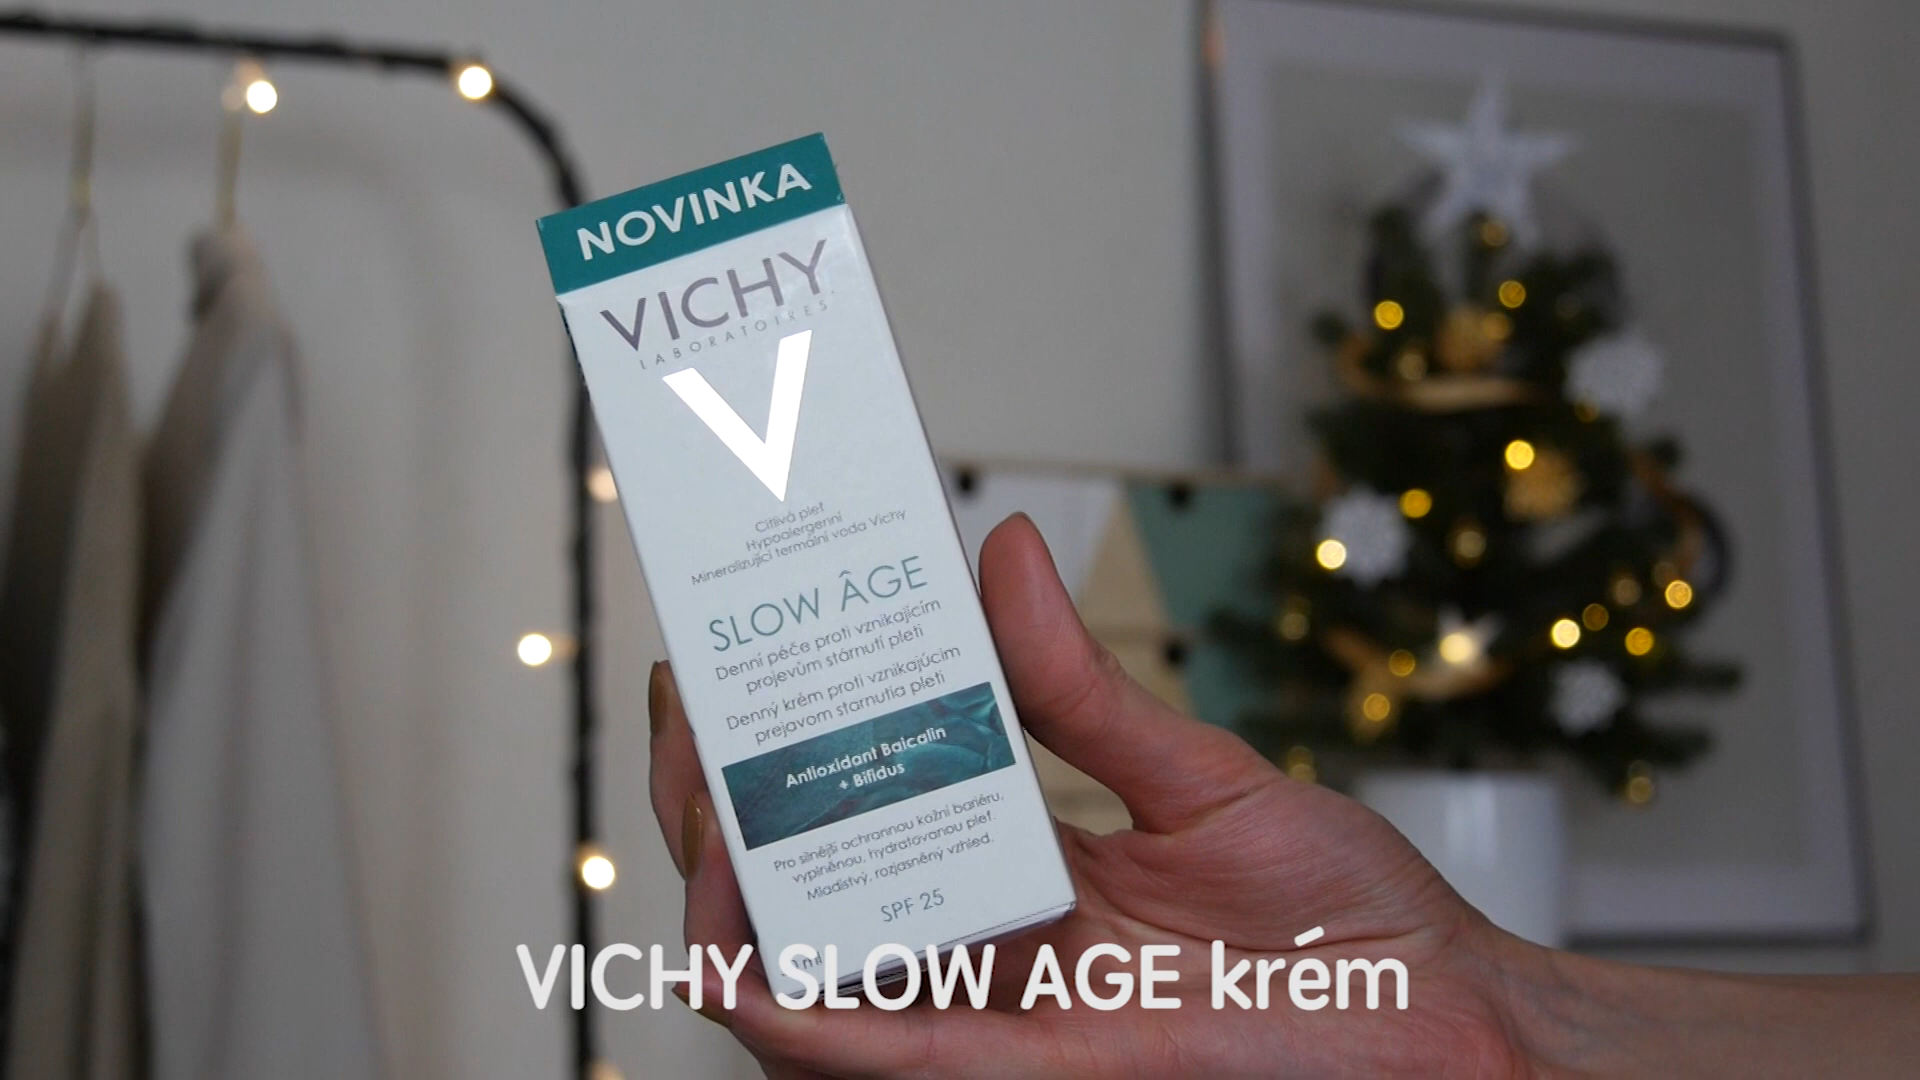 NOVINKA
VICHY
LABORATOIRES
V
Citlivá pleť
Hypoalergenní
Mineralizující termální voda Vichy
SLOW ÂGE
Denní péče proti vznikajícím
projevům stárnutí pleti
Denný krém proti vznikajúcim
prejavom starnutia pleti
Antioxidant Baicalin
+ Bifidus
Pro silnější ochrannou kožní bariéru,
vyplněnou, hydratovanou pleť.
Mladistvý, rozjasněný vzhled.
SPF 25
ml
VICHY SLOW AGE krém